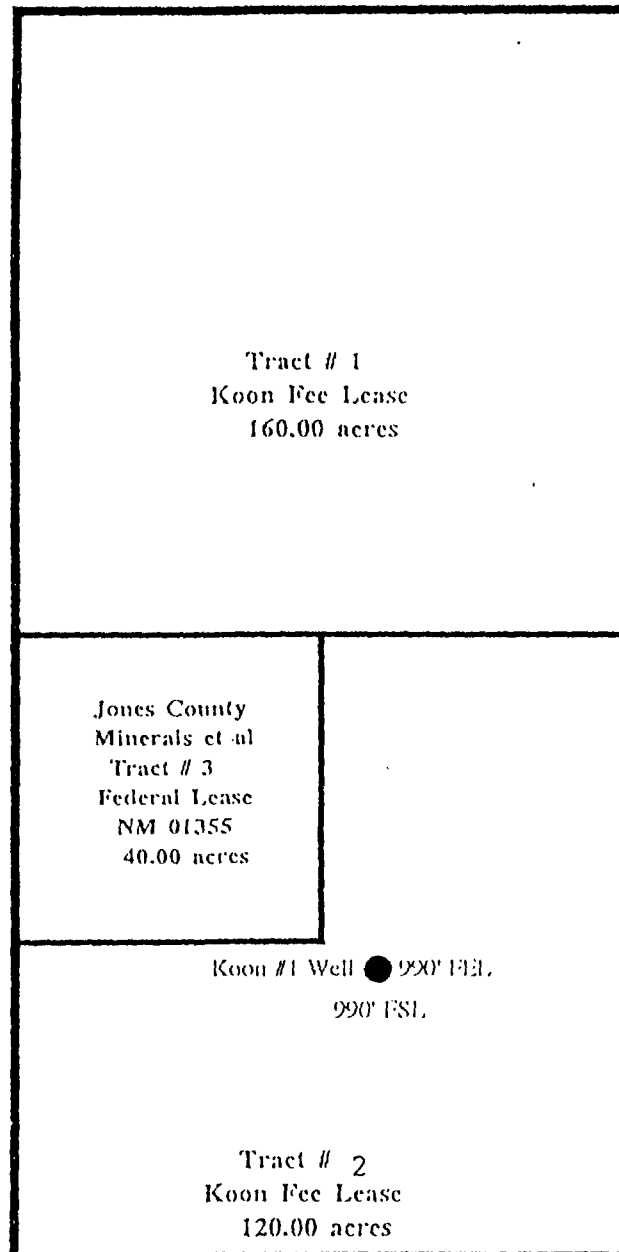 Tract # 1
Koon Fee Lease
160.00 acres
Jones County
Minerals et al
Tract # 3
Federal Lease
NM 01355
40.00 acres
Koon #1 Well 990' FEL
990' FSL
Tract # 2
Koon Fee Lease
120.00 acres